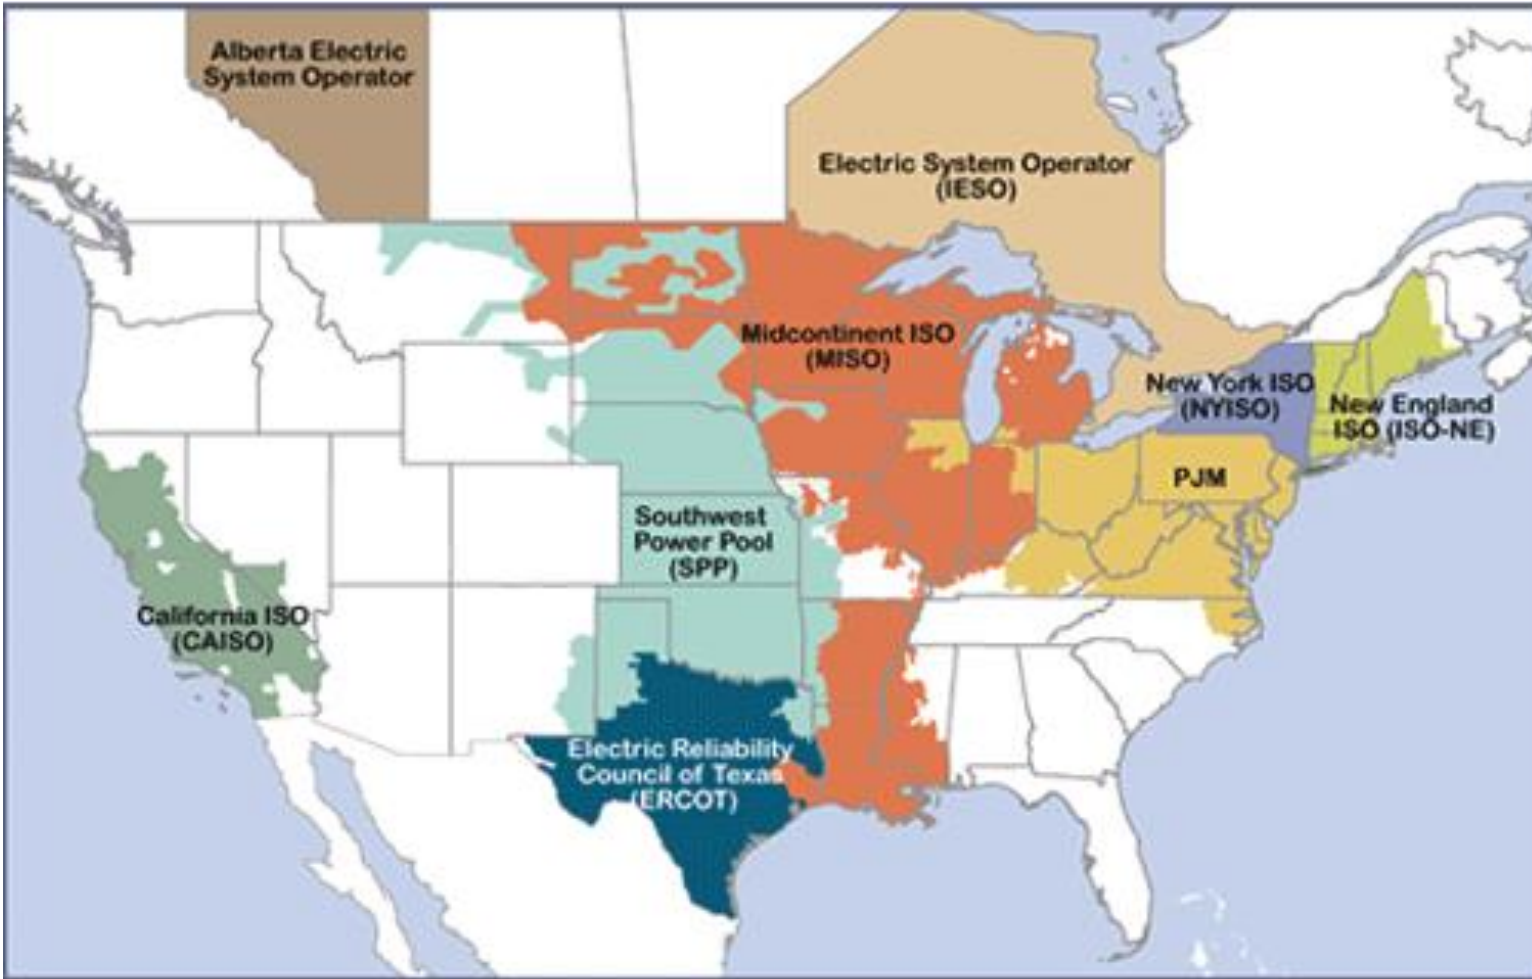 Alberta Electric
System Operator
Electric System Operator
(IESO)
Midcontinent ISO
(MISO)
New York ISO
(NYISO)
New England
ISO (ISO-NE)
PJM
Southwest
Power Pool
(SPP)
California ISO
(CAISO)
Electric Reliability
Council of Texas
(ERCOT)